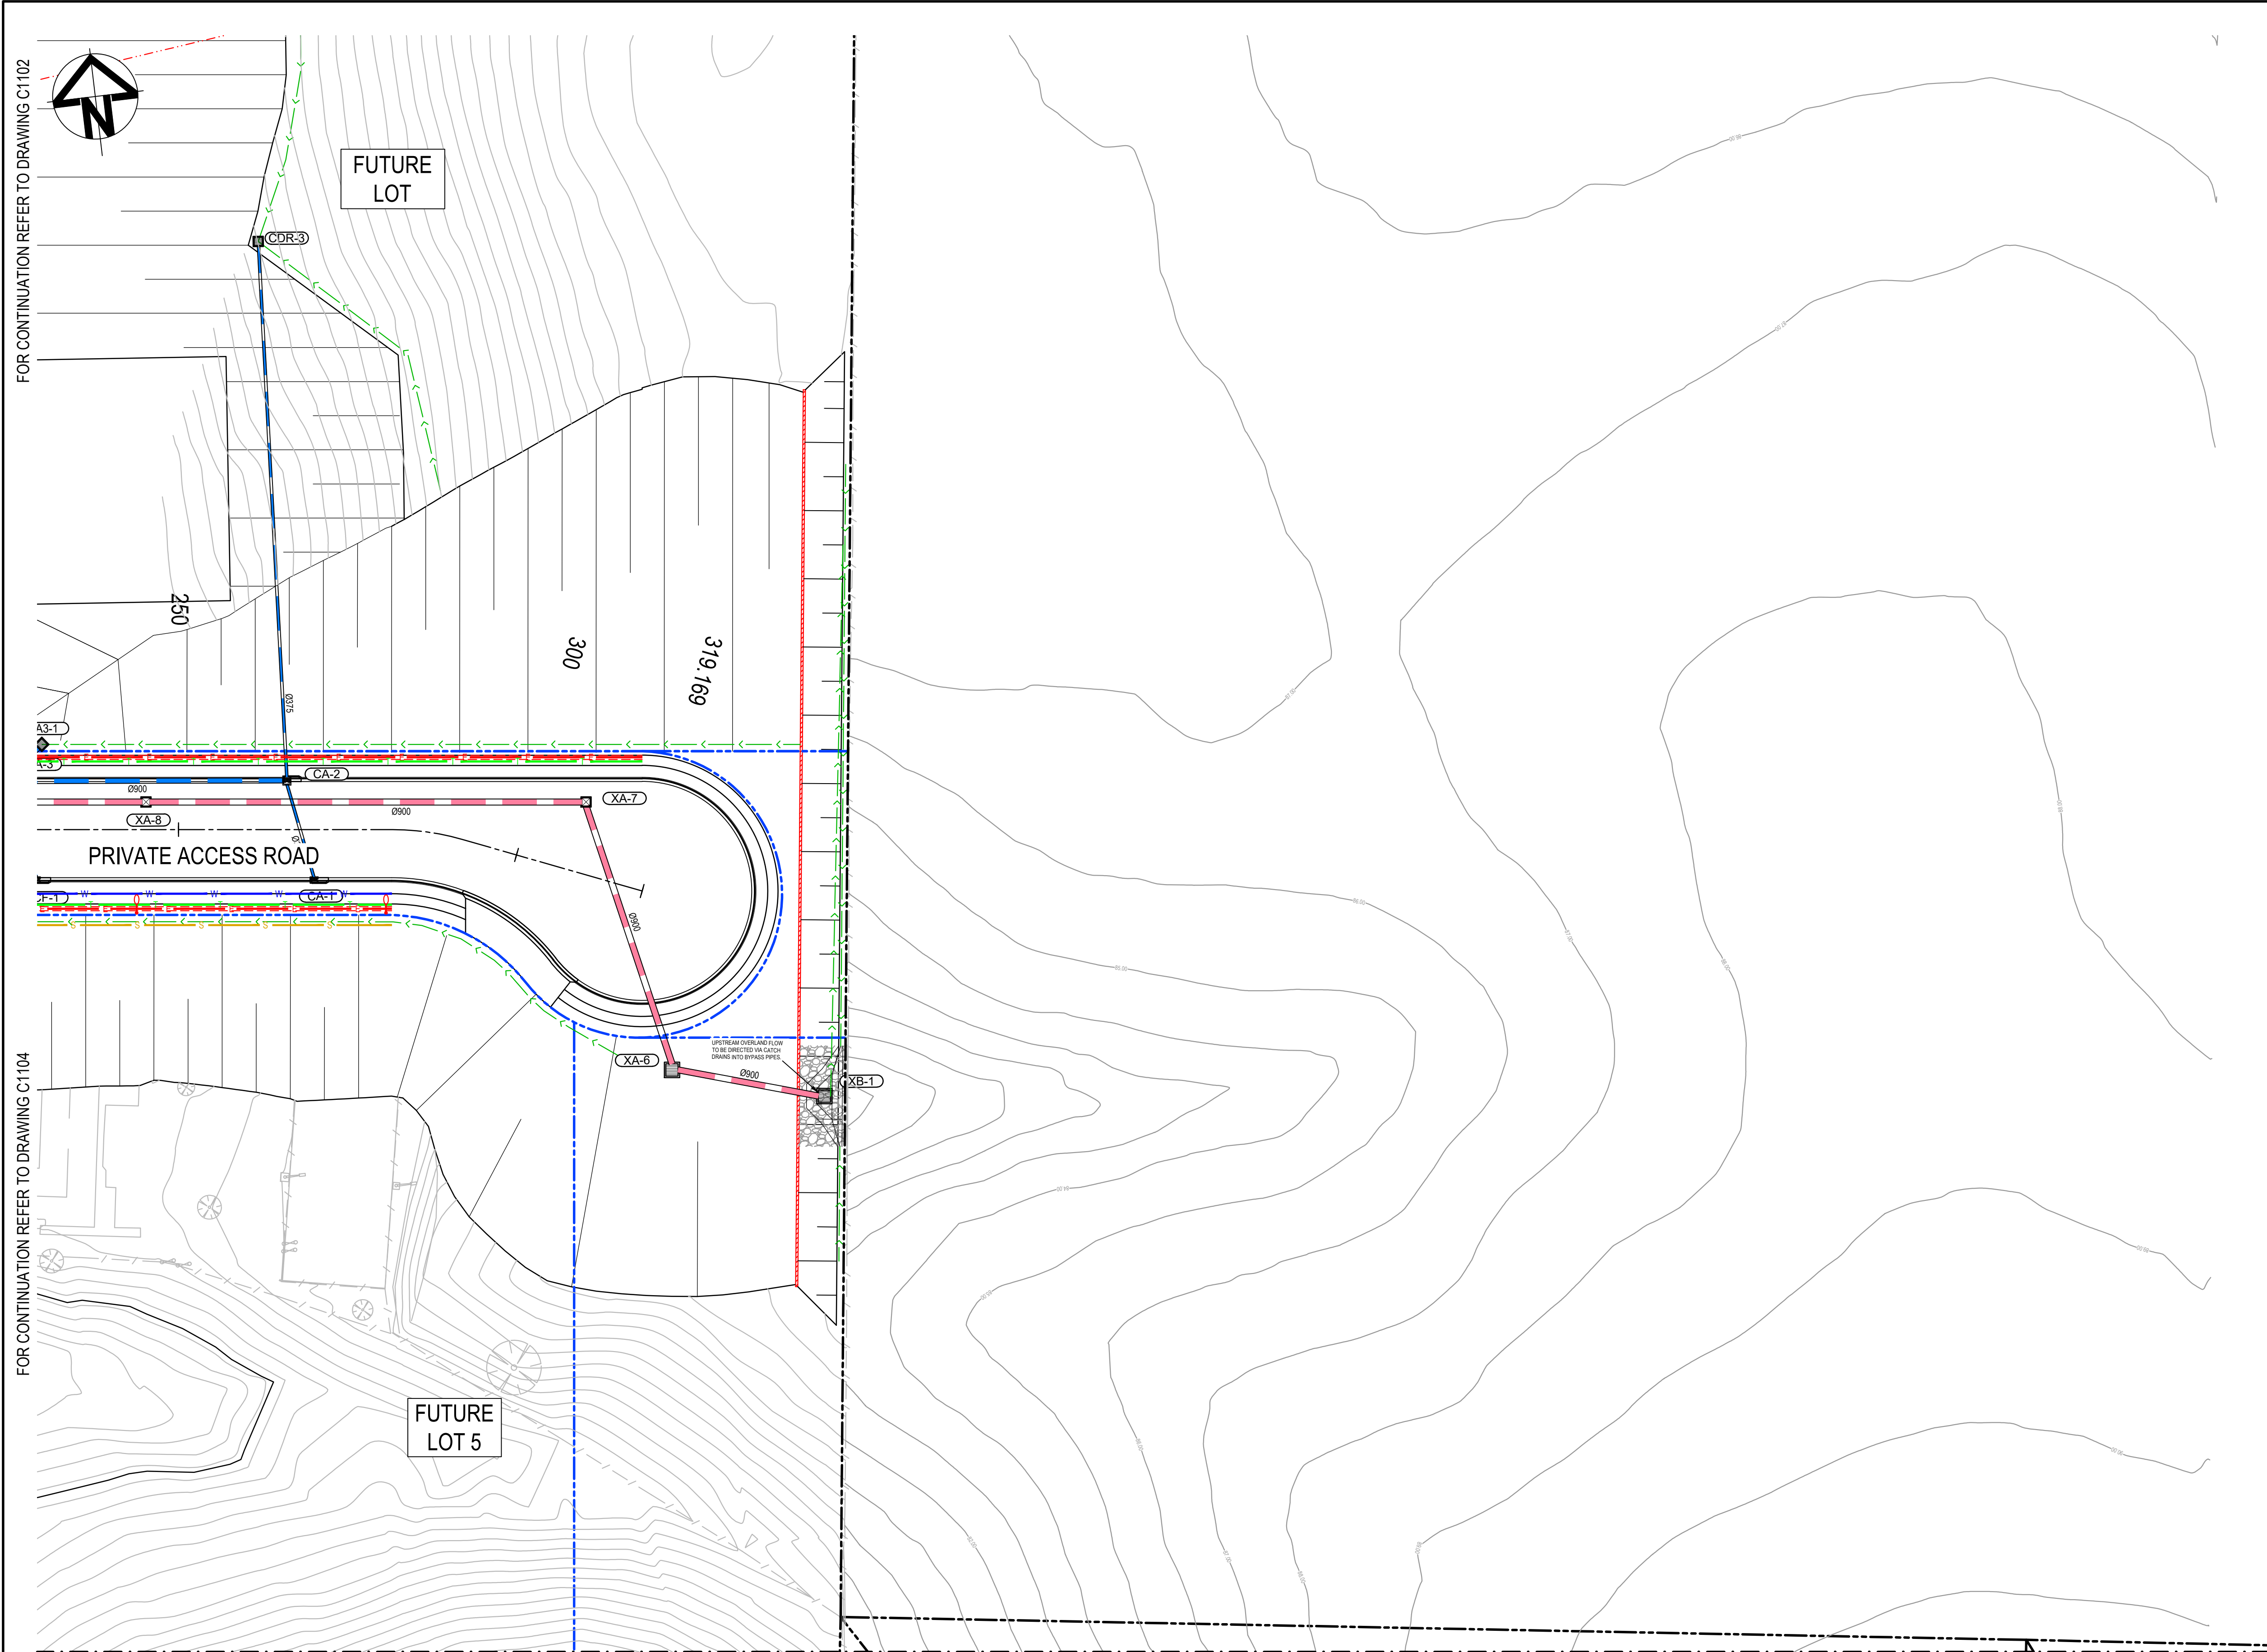 FOR CONTINUATION REFER TO DRAWING C1102
N
FUTURE
LOT
CDR-3
250
300
319.169
Ø375
A3-1
A-3
CA-2
Ø900
XA-8
Ø900
XA-7
PRIVATE ACCESS ROAD
W W W W W
CF-1
CA-1
S S S S S
Ø900
UPSTREAM OVERLAND FLOW
TO BE DIRECTED VIA CATCH
DRAINS INTO BYPASS PIPES
XA-6
Ø900
XB-1
FOR CONTINUATION REFER TO DRAWING C1104
FUTURE
LOT 5